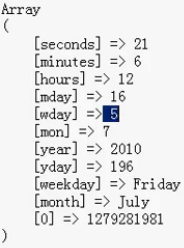 Array
(
[seconds] => 21
[minutes] => 6
[hours] => 12
[mday] => 16
[wday] => 5
[mon] => 7
[year] => 2010
[yday] => 196
[weekday] => Friday
[month] => July
[0] => 1279281981
)